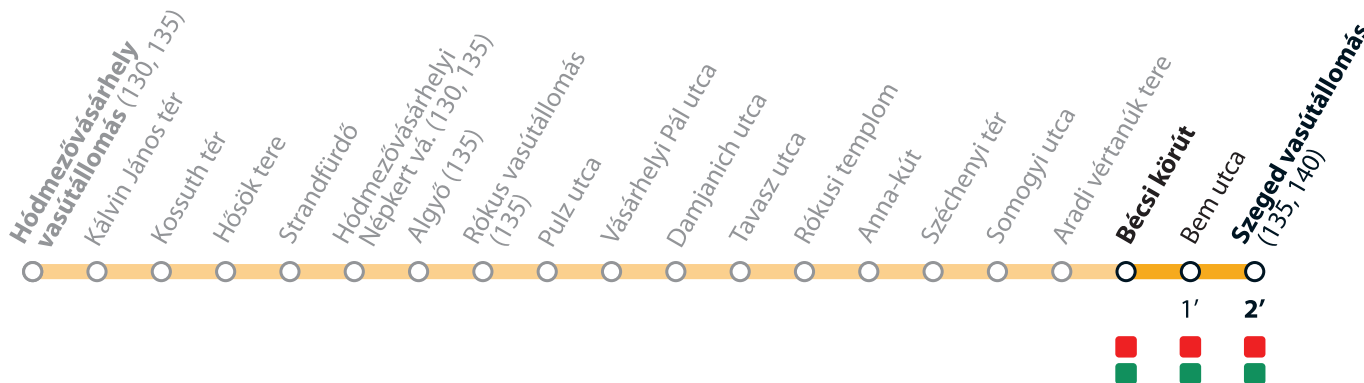 Hódmezővásárhely
vasútállomás (130, 135)
Kálvin János tér
Kossuth tér
Hősök tere
Strandfürdő
Hódmezővásárhelyi
Népkert vá. (130, 135)
Algyő (135)
Rókus vasútállomás
(135)
Pulz utca
Vásárhelyi Pál utca
Damjanich utca
Tavasz utca
Rókusi templom
Anna-kút
Széchenyi tér
Somogyi utca
Aradi vértanúk tere
Bécsi körút
Bem utca
Szeged vasútállomás
(135, 140)
1’
2’